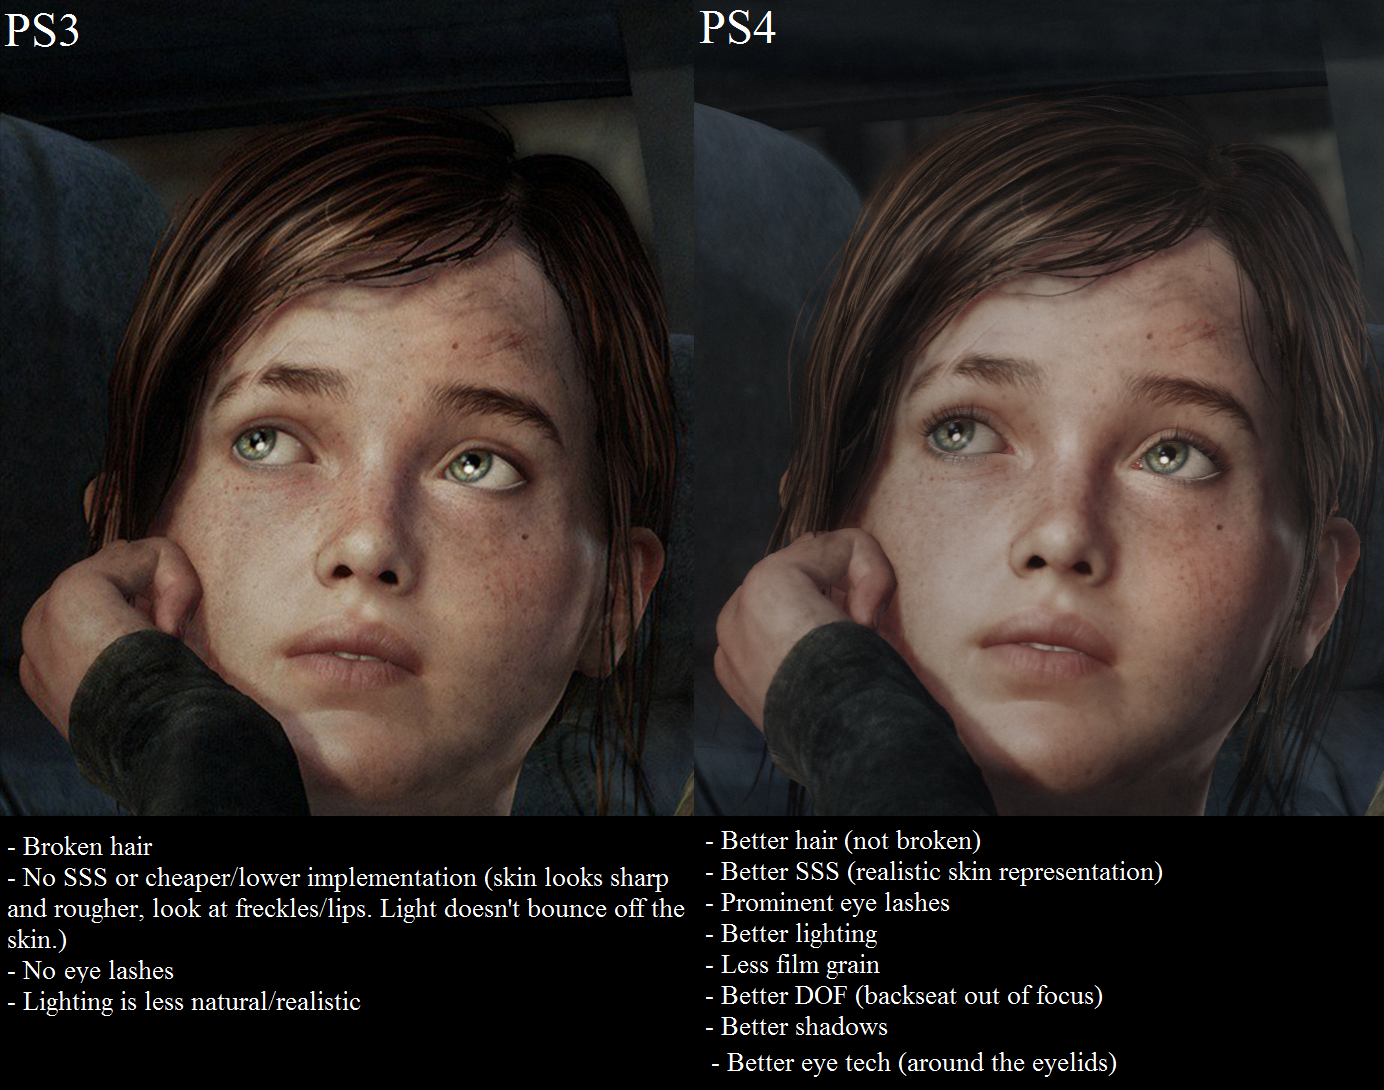 PS3
PS4
- Broken hair
- No SSS or cheaper/lower implementation (skin looks sharp
and rougher, look at freckles/lips. Light doesn't bounce off the
skin.)
- No eye lashes
- Lighting is less natural/realistic
- Better hair (not broken)
- Better SSS (realistic skin representation)
- Prominent eye lashes
- Better lighting
- Less film grain
- Better DOF (backseat out of focus)
- Better shadows
- Better eye tech (around the eyelids)